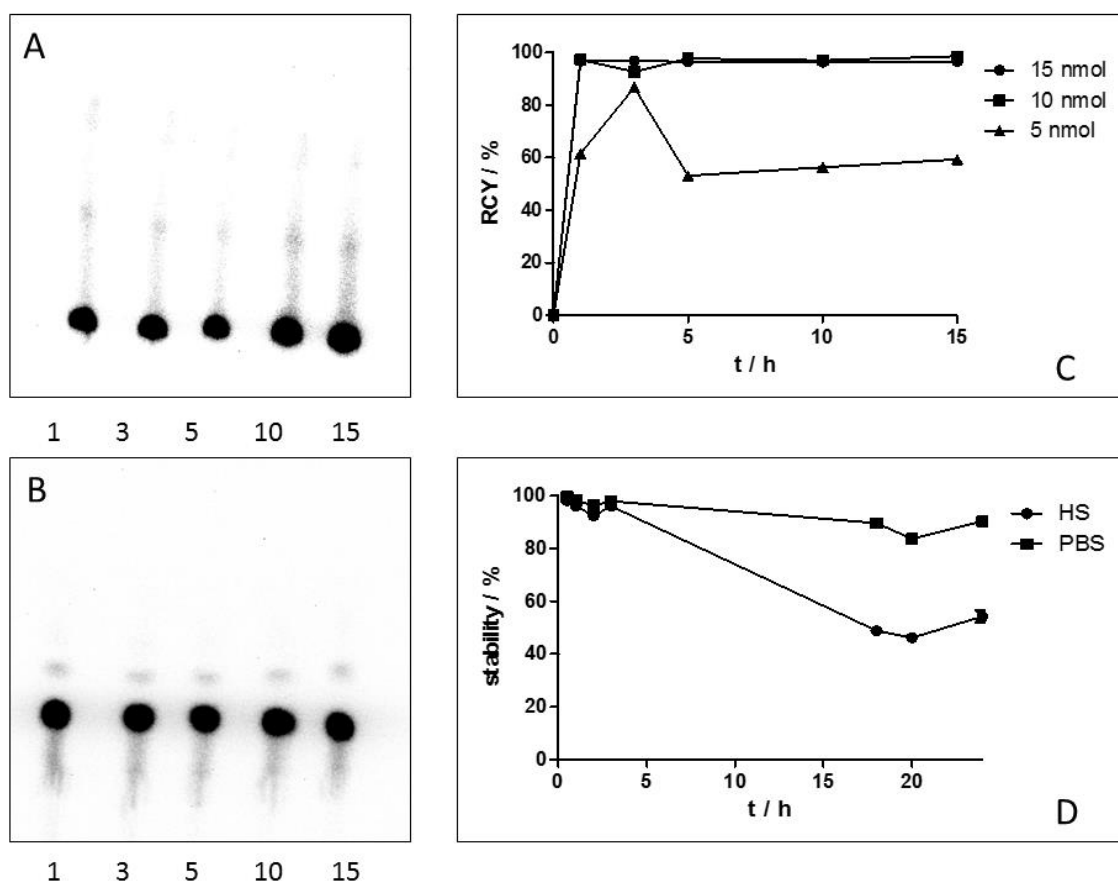 A
1 3 5 10 15
B
1 3 5 10 15
100
80
60
40
20
0
RCY / %
0 5 10 15
t / h
15 nmol
10 nmol
5 nmol
C
100
80
60
40
20
0
stability / %
0 5 10 15 20
t / h
HS
PBS
D